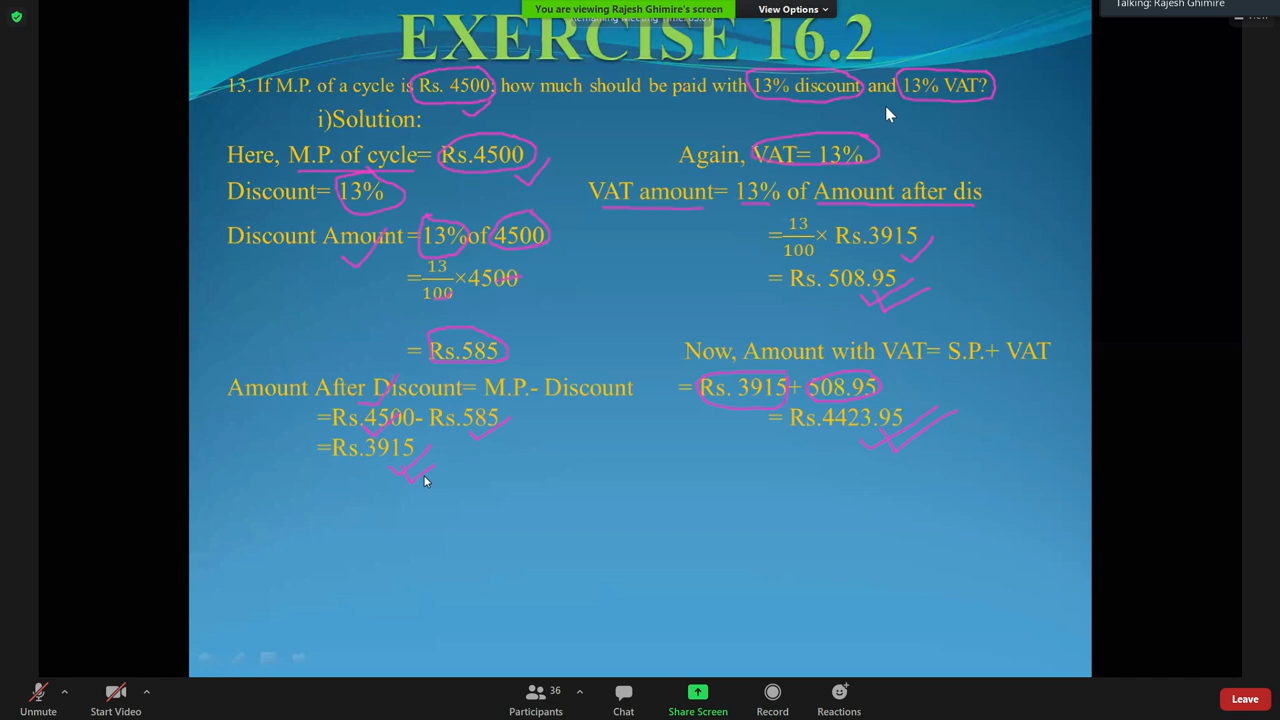 You are viewing Rajesh Ghimire's screen
View Options
Talking: Rajesh Ghimire
View
EXERCISE 16.2
13. If M.P. of a cycle is Rs. 4500, how much should be paid with 13% discount and 13% VAT?
i)Solution:
Here, M.P. of cycle= Rs.4500
Discount= 13%
Discount Amount =13%of 4500
=13/100×4500
= Rs.585
Amount After Discount= M.P.- Discount
=Rs.4500- Rs.585
=Rs.3915
Again, VAT= 13%
VAT amount= 13% of Amount after dis
=13/100× Rs.3915
= Rs. 508.95
Now, Amount with VAT= S.P.+ VAT
= Rs. 3915+ 508.95
= Rs.4423.95
Unmute
Start Video
36
Participants
Chat
Share Screen
Record
Reactions
Leave